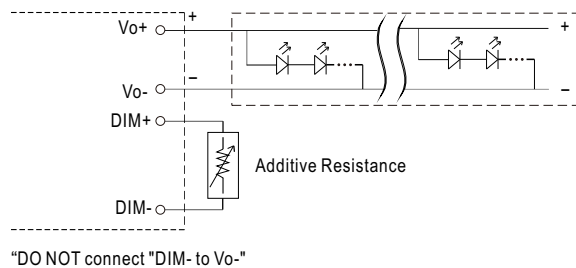 Vo+
+
+
Vo-
−
−
DIM+
Additive Resistance
DIM-
“DO NOT connect "DIM- to Vo-"